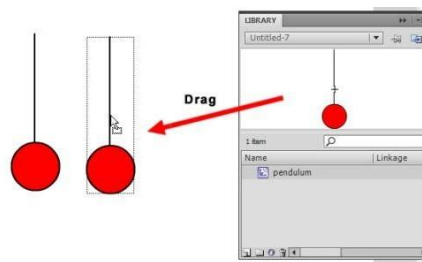 LIBRARY
Untitled-7
Drag
1 item
Name Linkage
pendulum